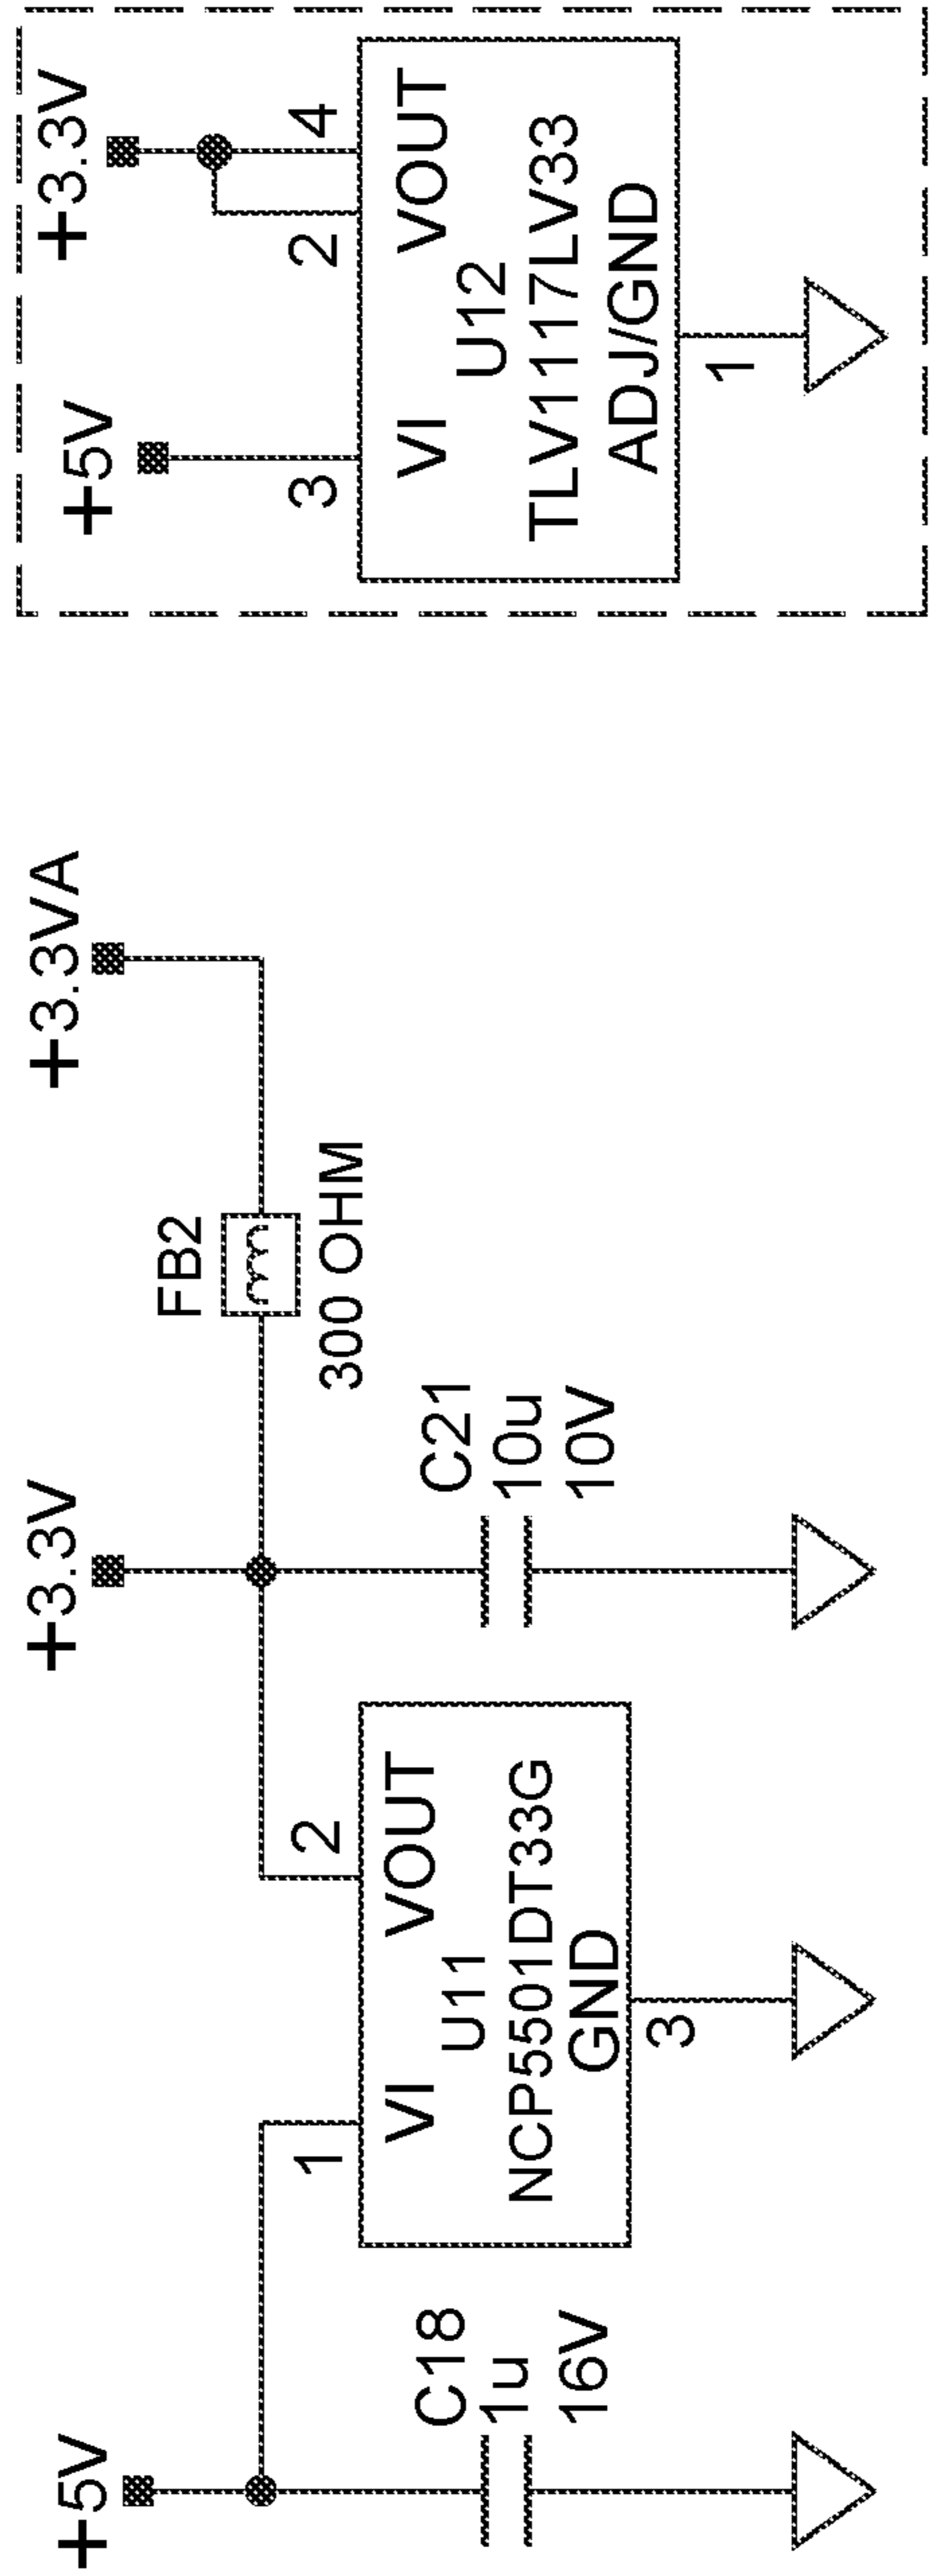 +5V
C18
1u
16V
1
VI
VOUT
2
U11
NCP5501DT33G
GND
3
+3.3V
C21
10u
10V
FB2
300 OHM
+3.3VA
+5V
+3.3V
3
2
4
VI
VOUT
U12
TLV1117LV33
ADJ/GND
1